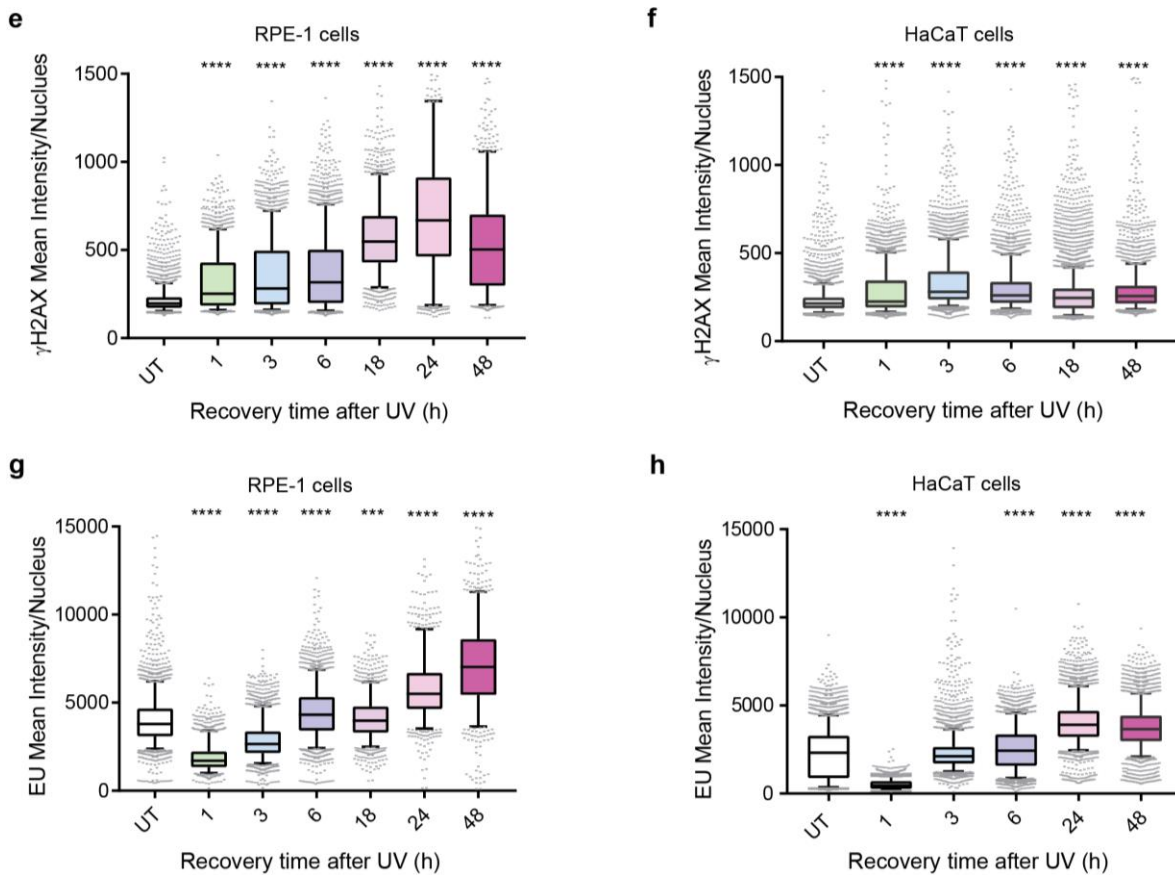 e
RPE-1 cells
γH2AX Mean Intensity/Nuclues
1500
1000
500
0
**** **** **** **** **** ****
UT 1 3 6 18 24 48
Recovery time after UV (h)
f
HaCaT cells
γH2AX Mean Intensity/Nuclues
1500
1000
500
0
**** **** **** **** ****
UT 1 3 6 18 48
Recovery time after UV (h)
g
RPE-1 cells
EU Mean Intensity/Nucleus
15000
10000
5000
0
**** **** **** *** **** ****
UT 1 3 6 18 24 48
Recovery time after UV (h)
h
HaCaT cells
EU Mean Intensity/Nucleus
15000
10000
5000
0
**** **** **** ****
UT 1 3 6 24 48
Recovery time after UV (h)